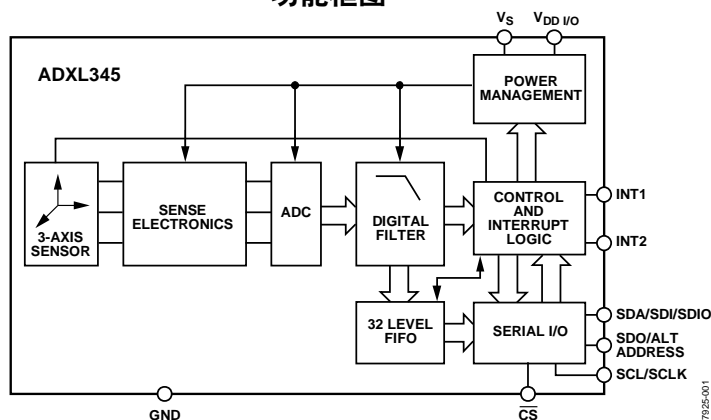 功能框图
VS
VDD I/O
ADXL345
POWER
MANAGEMENT
3-AXIS
SENSOR
SENSE
ELECTRONICS
ADC
DIGITAL
FILTER
CONTROL
AND
INTERRUPT
LOGIC
INT1
INT2
32 LEVEL
FIFO
SERIAL I/O
SDA/SDI/SDIO
SDO/ALT
ADDRESS
SCL/SCLK
GND
CS
7925-001